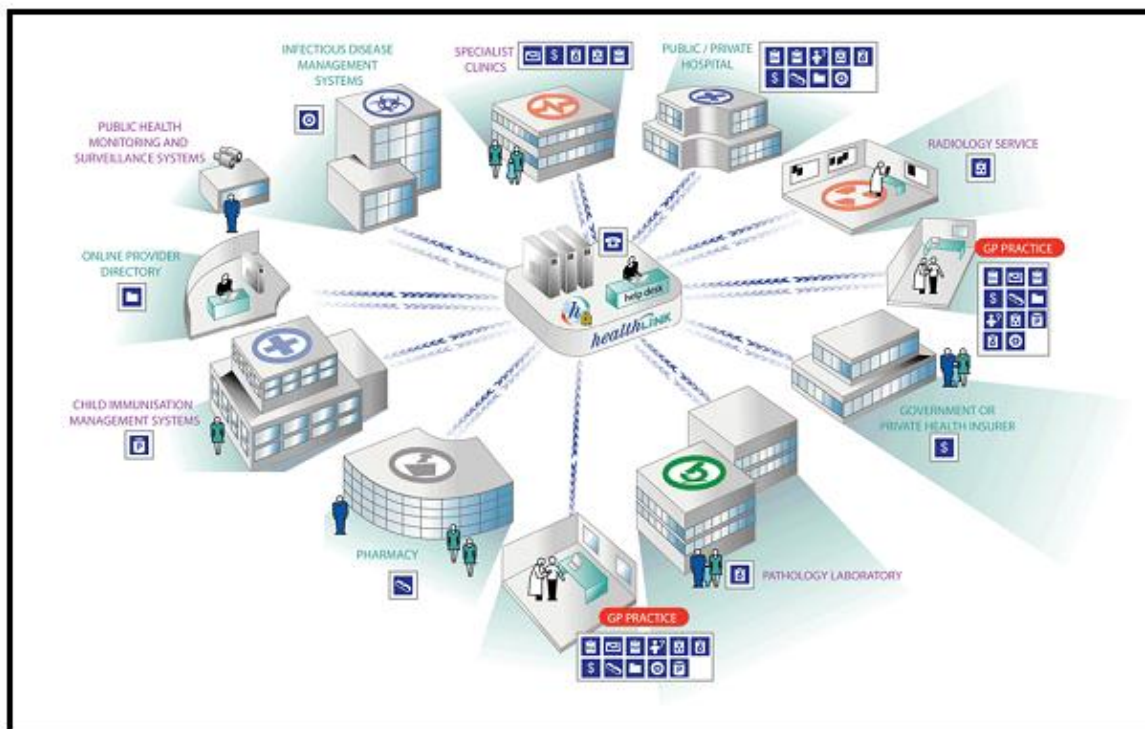 INFECTIOUS DISEASE
MANAGEMENT
SYSTEMS
SPECIALIST
CLINICS
PUBLIC / PRIVATE
HOSPITAL
PUBLIC HEALTH
MONITORING AND
SURVEILLANCE SYSTEMS
RADIOLOGY SERVICE
ONLINE PROVIDER
DIRECTORY
GP PRACTICE
help desk
healthLINK
CHILD IMMUNISATION
MANAGEMENT SYSTEMS
GOVERNMENT OR
PRIVATE HEALTH INSURER
PHARMACY
PATHOLOGY LABORATORY
GP PRACTICE